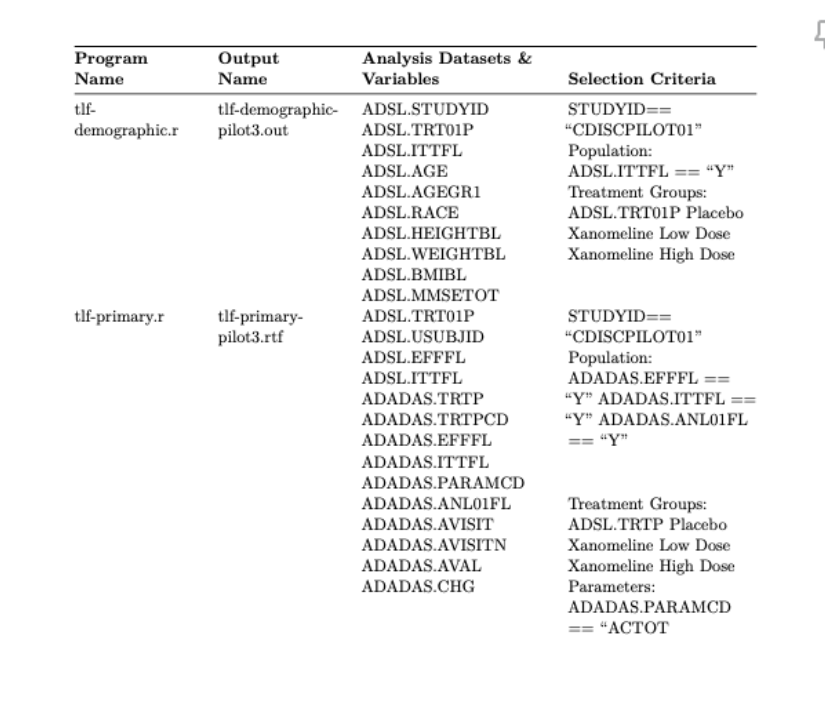 Program Output Analysis Datasets &
Name Name Variables Selection Criteria
tlf- tlf-demographic- ADSL.STUDYID STUDYID==
demographic.r pilot3.out ADSL.TRT01P “CDISCPILOT01”
ADSL.ITTFL Population:
ADSL.AGE ADSL.ITTFL == “Y”
ADSL.AGEGR1 Treatment Groups:
ADSL.RACE ADSL.TRT01P Placebo
ADSL.HEIGHTBL Xanomeline Low Dose
ADSL.WEIGHTBL Xanomeline High Dose
ADSL.BMIBL
ADSL.MMSETOT
tlf-primary.r tlf-primary- ADSL.TRT01P STUDYID==
pilot3.rtf ADSL.USUBJID “CDISCPILOT01”
ADSL.EFFFL Population:
ADSL.ITTFL ADADAS.EFFFL ==
ADADAS.TRTP “Y” ADADAS.ITTFL ==
ADADAS.TRTPCD “Y” ADADAS.ANL01FL
ADADAS.EFFFL == “Y”
ADADAS.ITTFL
ADADAS.PARAMCD
ADADAS.ANL01FL Treatment Groups:
ADADAS.AVISIT ADSL.TRTP Placebo
ADADAS.AVISITN Xanomeline Low Dose
ADADAS.AVAL Xanomeline High Dose
ADADAS.CHG Parameters:
ADADAS.PARAMCD
== “ACTOT